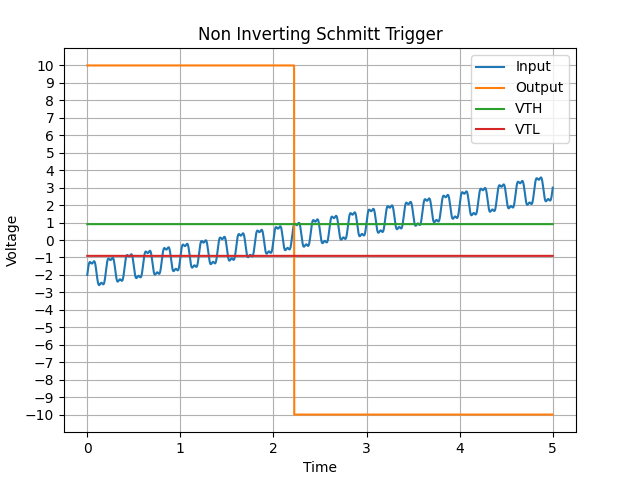 Non Inverting Schmitt Trigger
Input
Output
VTH
VTL
10
9
8
7
6
5
4
3
2
1
0
−1
−2
−3
−4
−5
−6
−7
−8
−9
−10
Voltage
0 1 2 3 4 5
Time